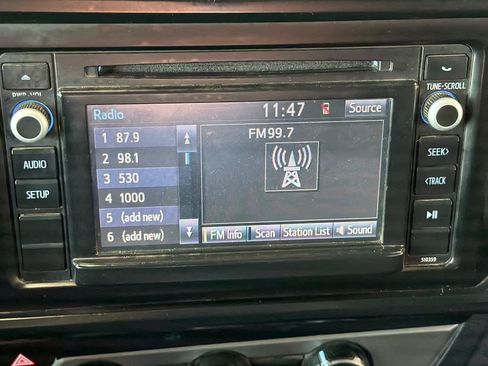 PWR·VOL
AUDIO
SETUP
Radio
11:47
Source
1 87.9
2 98.1
3 530
4 1000
5 (add new)
6 (add new)
FM99.7
FM Info
Scan
Station List
Sound
TUNE·SCROLL
SEEK>
<TRACK
510359